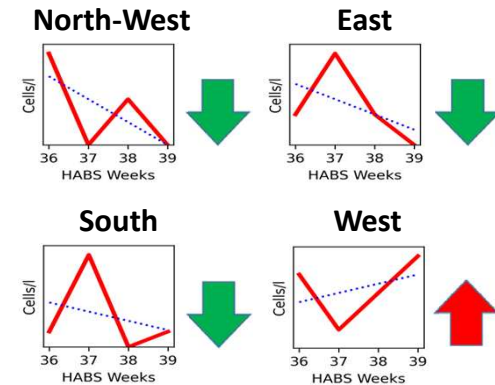 North-West
Cells/l
36 37 38 39
HABS Weeks
East
Cells/l
36 37 38 39
HABS Weeks
South
Cells/l
36 37 38 39
HABS Weeks
West
Cells/l
36 37 38 39
HABS Weeks